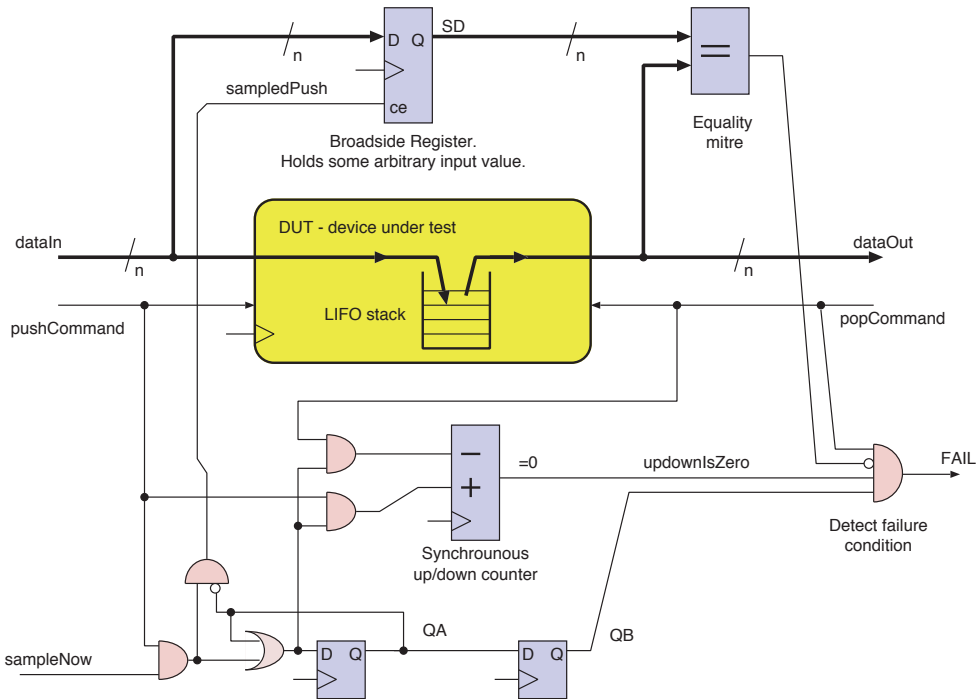 D Q
SD
n
n
sampledPush
ce
=
Broadside Register.
Holds some arbitrary input value.
Equality
mitre
DUT - device under test
dataIn
n
dataOut
n
LIFO stack
pushCommand
popCommand
−
=0
updownIsZero
FAIL
+
Synchrounous
up/down counter
Detect failure
condition
QA
QB
D Q
D Q
sampleNow